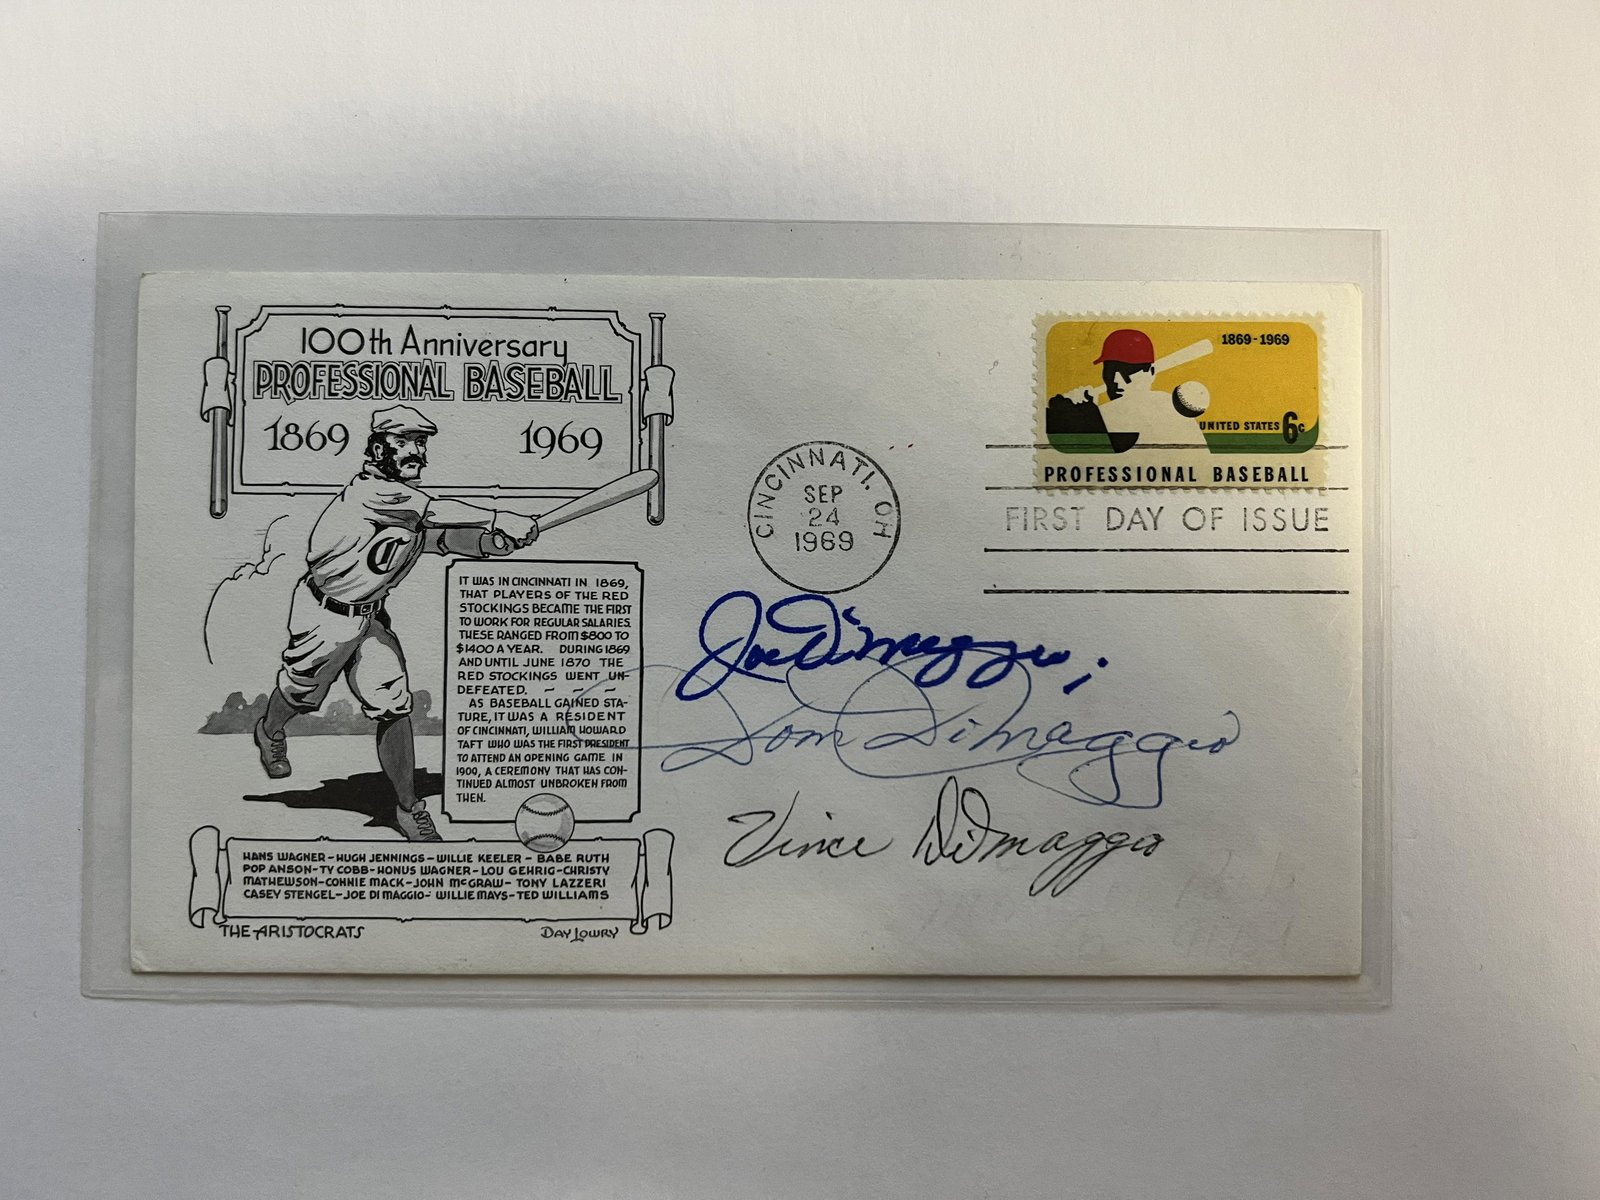 100th Anniversary
PROFESSIONAL BASEBALL
1869 1969
C
IT WAS IN CINCINNATI IN 1869,
THAT PLAYERS OF THE RED
STOCKINGS BECAME THE FIRST
TO WORK FOR REGULAR SALARIES.
THESE RANGED FROM $800 TO
$1400 A YEAR. DURING 1869
AND UNTIL JUNE 1870 THE
RED STOCKINGS WENT UN-
DEFEATED. ~ ~ ~
AS BASEBALL GAINED STA-
TURE, IT WAS A RESIDENT
OF CINCINNATI, WILLIAM HOWARD
TAFT WHO WAS THE FIRST PRESIDENT
TO ATTEND AN OPENING GAME IN
1909, A CEREMONY THAT HAS CON-
TINUED ALMOST UNBROKEN FROM
THEN.
HANS WAGNER-HUGH JENNINGS-WILLIE KEELER-BABE RUTH
POP ANSON-TY COBB-HONUS WAGNER-LOU GEHRIG-CHRISTY
MATHEWSON-CONNIE MACK-JOHN McGRAW-TONY LAZZERI
CASEY STENGEL-JOE DI MAGGIO-WILLIE MAYS-TED WILLIAMS
THE ARISTOCRATS DAY LOWRY
CINCINNATI, OH
SEP
24
1969
1869-1969
UNITED STATES 6c
PROFESSIONAL BASEBALL
FIRST DAY OF ISSUE
Joe DiMaggio
Dom DiMaggio
Vince DiMaggio